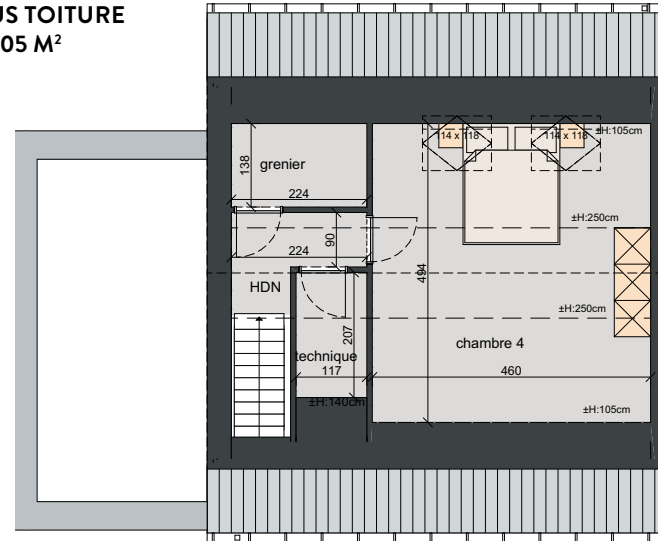 US TOITURE
05 M²
114 x 118
114 x 118
±H:105cm
138
grenier
224
±H:250cm
90
224
494
HDN
±H:250cm
207
chambre 4
technique
117
460
±H:140cm
±H:105cm